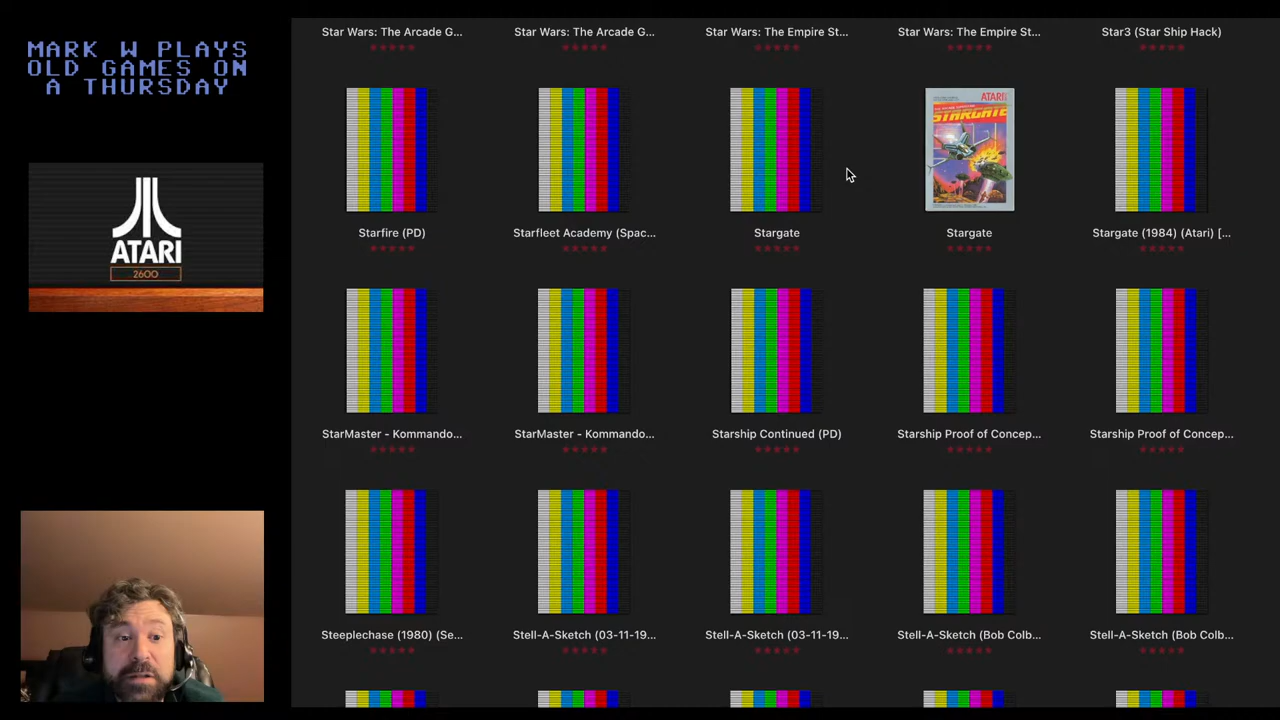 MARK W PLAYS
OLD GAMES ON
A THURSDAY
ATARI
2600
Star Wars: The Arcade G...
Star Wars: The Arcade G...
Star Wars: The Empire St...
Star Wars: The Empire St...
Star3 (Star Ship Hack)
ATARI
STARGATE
Starfire (PD)
Starfleet Academy (Spac...
Stargate
Stargate
Stargate (1984) (Atari) [...
StarMaster - Kommando...
StarMaster - Kommando...
Starship Continued (PD)
Starship Proof of Concep...
Starship Proof of Concep...
Steeplechase (1980) (Se...
Stell-A-Sketch (03-11-19...
Stell-A-Sketch (03-11-19...
Stell-A-Sketch (Bob Colb...
Stell-A-Sketch (Bob Colb...